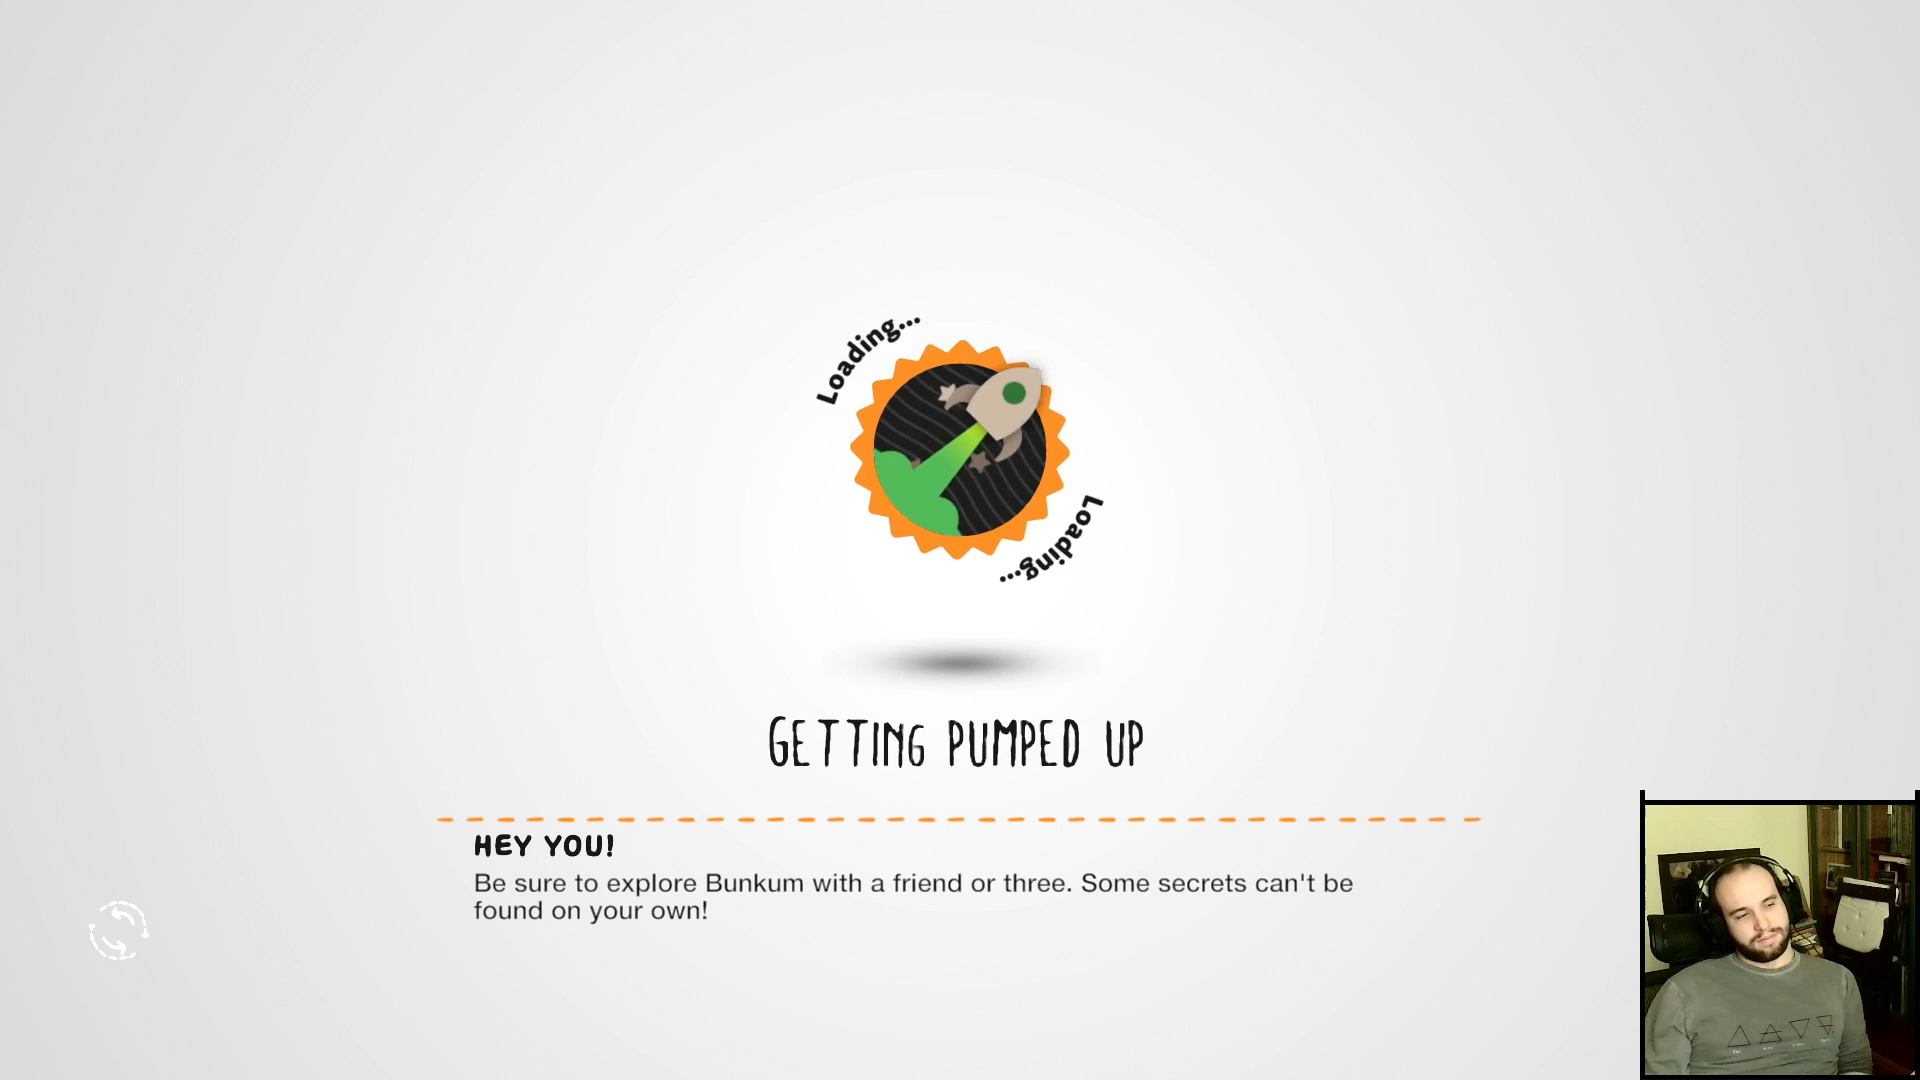 Loading...
Loading...
GETTING PUMPED UP
HEY YOU!
Be sure to explore Bunkum with a friend or three. Some secrets can't be
found on your own!